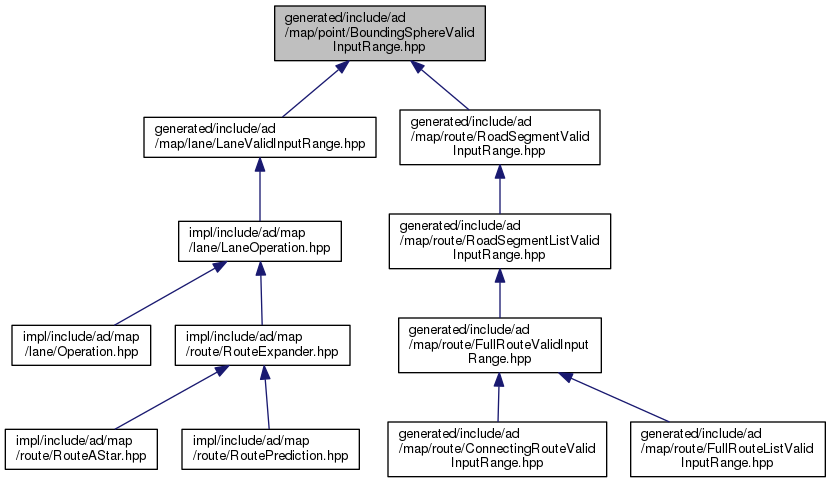 generated/include/ad
/map/point/BoundingSphereValid
InputRange.hpp
generated/include/ad
/map/lane/LaneValidInputRange.hpp
generated/include/ad
/map/route/RoadSegmentValid
InputRange.hpp
impl/include/ad/map
/lane/LaneOperation.hpp
generated/include/ad
/map/route/RoadSegmentListValid
InputRange.hpp
impl/include/ad/map
/lane/Operation.hpp
impl/include/ad/map
/route/RouteExpander.hpp
generated/include/ad
/map/route/FullRouteValidInput
Range.hpp
impl/include/ad/map
/route/RouteAStar.hpp
impl/include/ad/map
/route/RoutePrediction.hpp
generated/include/ad
/map/route/ConnectingRouteValid
InputRange.hpp
generated/include/ad
/map/route/FullRouteListValid
InputRange.hpp